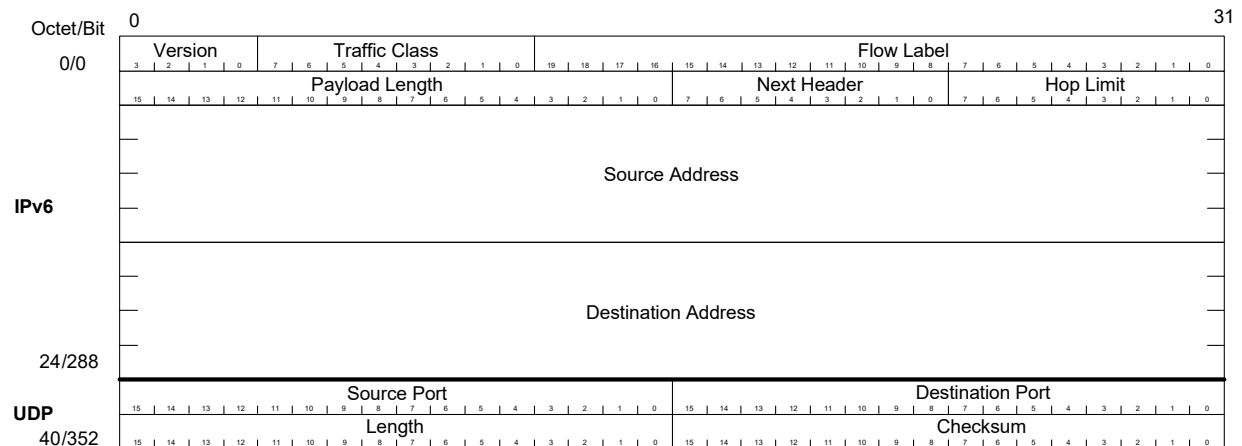 Octet/Bit 0 31
Version Traffic Class Flow Label
0/0 3 2 1 0 7 6 5 4 3 2 1 0 19 18 17 16 15 14 13 12 11 10 9 8 7 6 5 4 3 2 1 0
Payload Length Next Header Hop Limit
15 14 13 12 11 10 9 8 7 6 5 4 3 2 1 0 7 6 5 4 3 2 1 0 7 6 5 4 3 2 1 0
Source Address
IPv6
Destination Address
24/288
Source Port Destination Port
15 14 13 12 11 10 9 8 7 6 5 4 3 2 1 0 15 14 13 12 11 10 9 8 7 6 5 4 3 2 1 0
UDP
Length Checksum
40/352 15 14 13 12 11 10 9 8 7 6 5 4 3 2 1 0 15 14 13 12 11 10 9 8 7 6 5 4 3 2 1 0